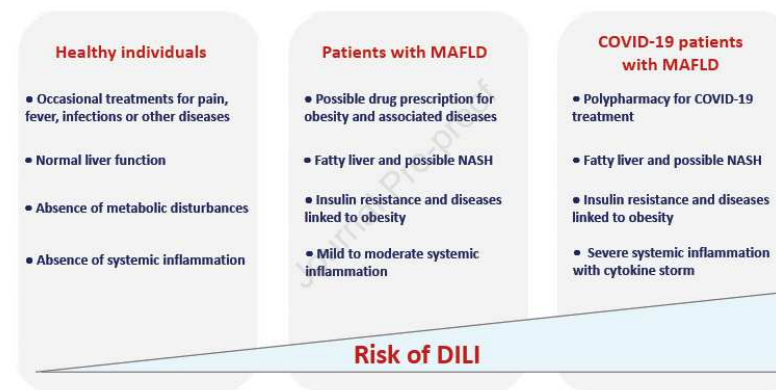 Healthy individuals
• Occasional treatments for pain,
fever, infections or other diseases
• Normal liver function
• Absence of metabolic disturbances
• Absence of systemic inflammation
Patients with MAFLD
• Possible drug prescription for
obesity and associated diseases
• Fatty liver and possible NASH
• Insulin resistance and diseases
linked to obesity
• Mild to moderate systemic
inflammation
COVID-19 patients
with MAFLD
• Polypharmacy for COVID-19
treatment
• Fatty liver and possible NASH
• Insulin resistance and diseases
linked to obesity
• Severe systemic inflammation
with cytokine storm
Risk of DILI
Journal Pre-proof